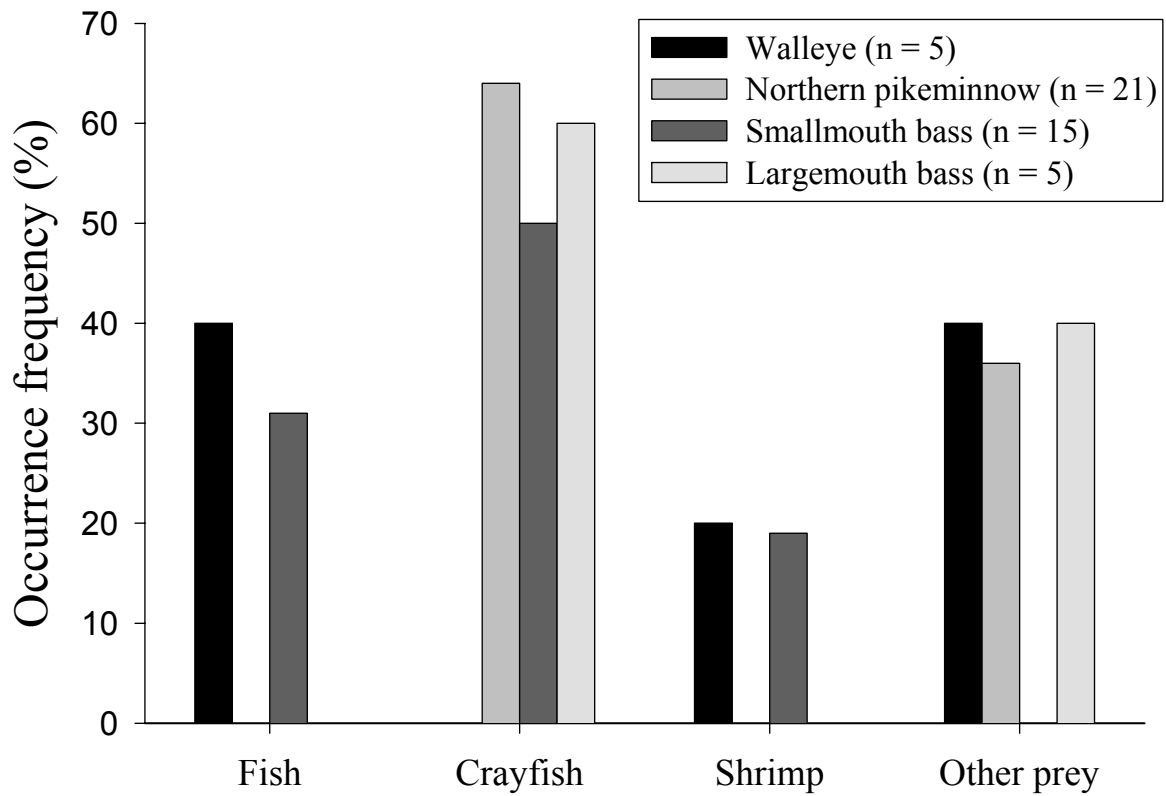 Occurrence frequency (%)
70
60
50
40
30
20
10
0
Walleye (n = 5)
Northern pikeminnow (n = 21)
Smallmouth bass (n = 15)
Largemouth bass (n = 5)
Fish
Crayfish
Shrimp
Other prey